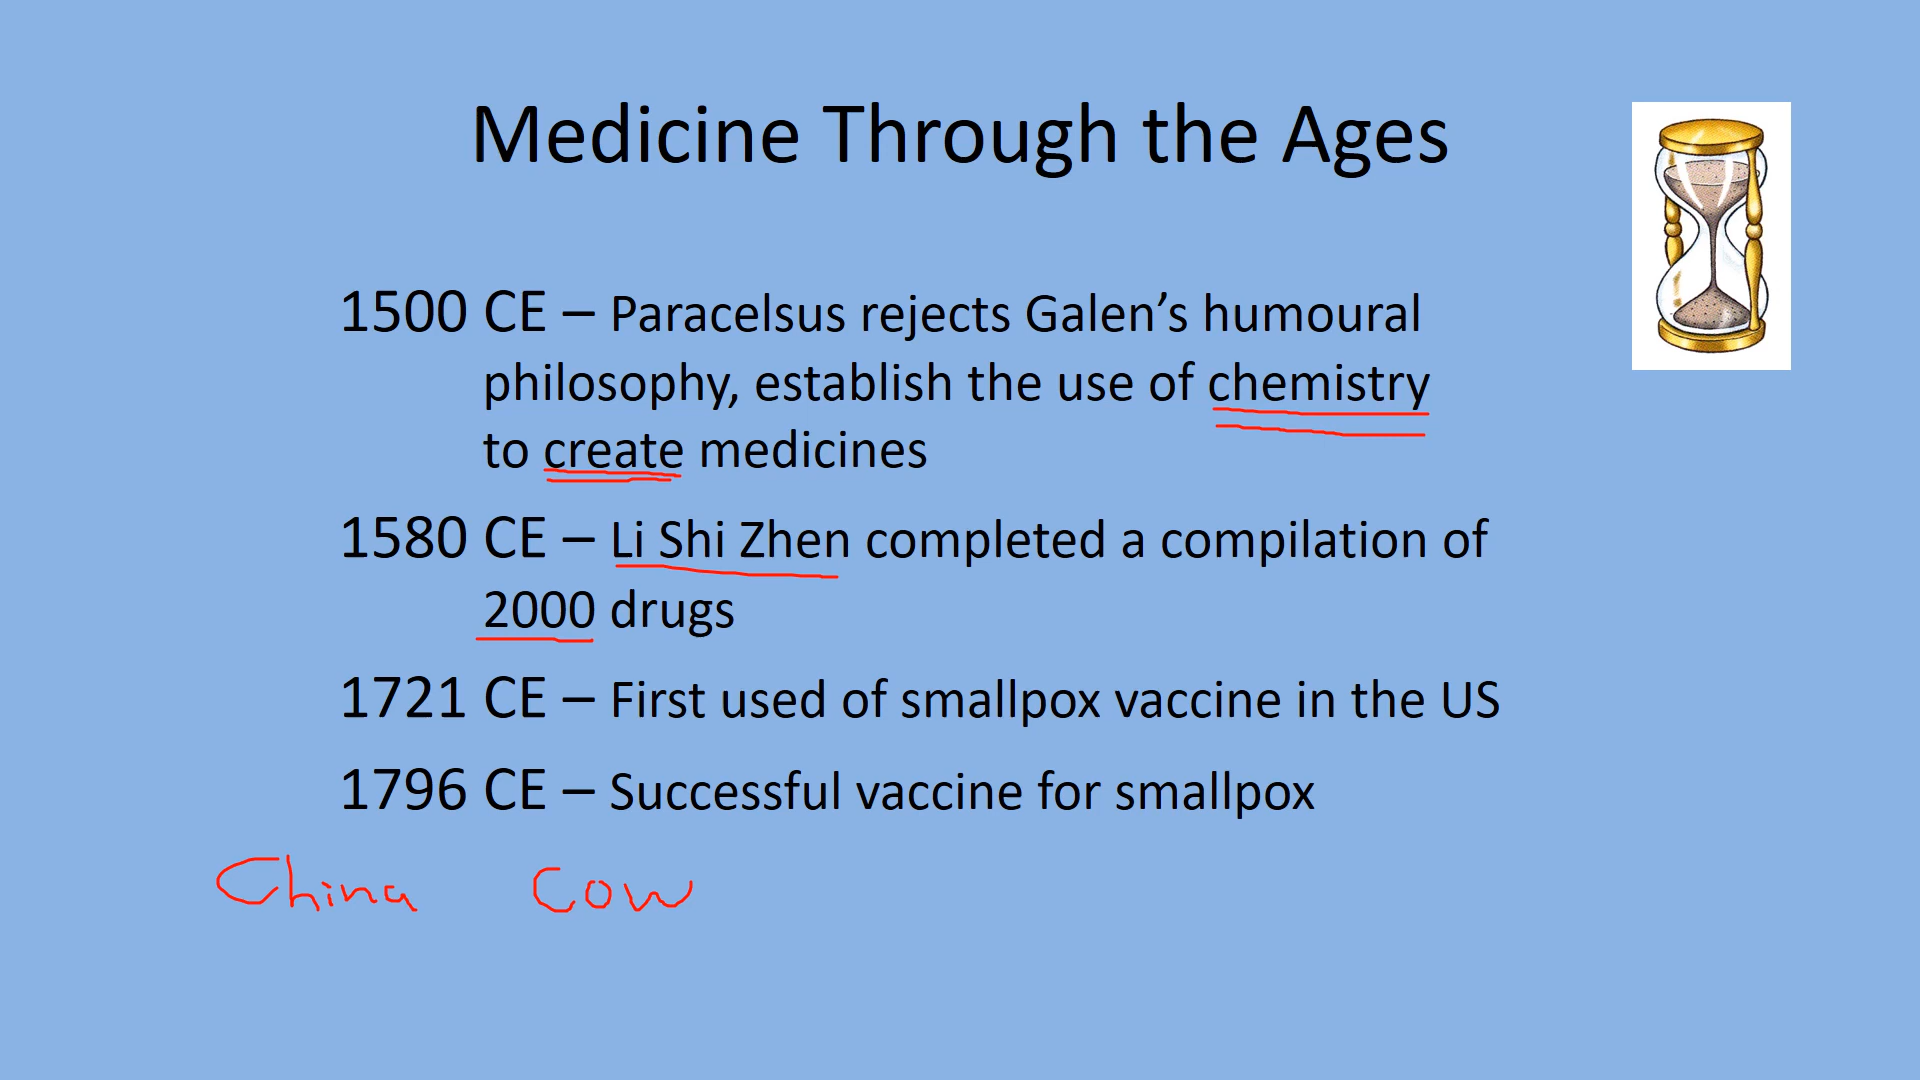 Medicine Through the Ages
1500 CE – Paracelsus rejects Galen’s humoural
philosophy, establish the use of chemistry
to create medicines
1580 CE – Li Shi Zhen completed a compilation of
2000 drugs
1721 CE – First used of smallpox vaccine in the US
1796 CE – Successful vaccine for smallpox
China Cow